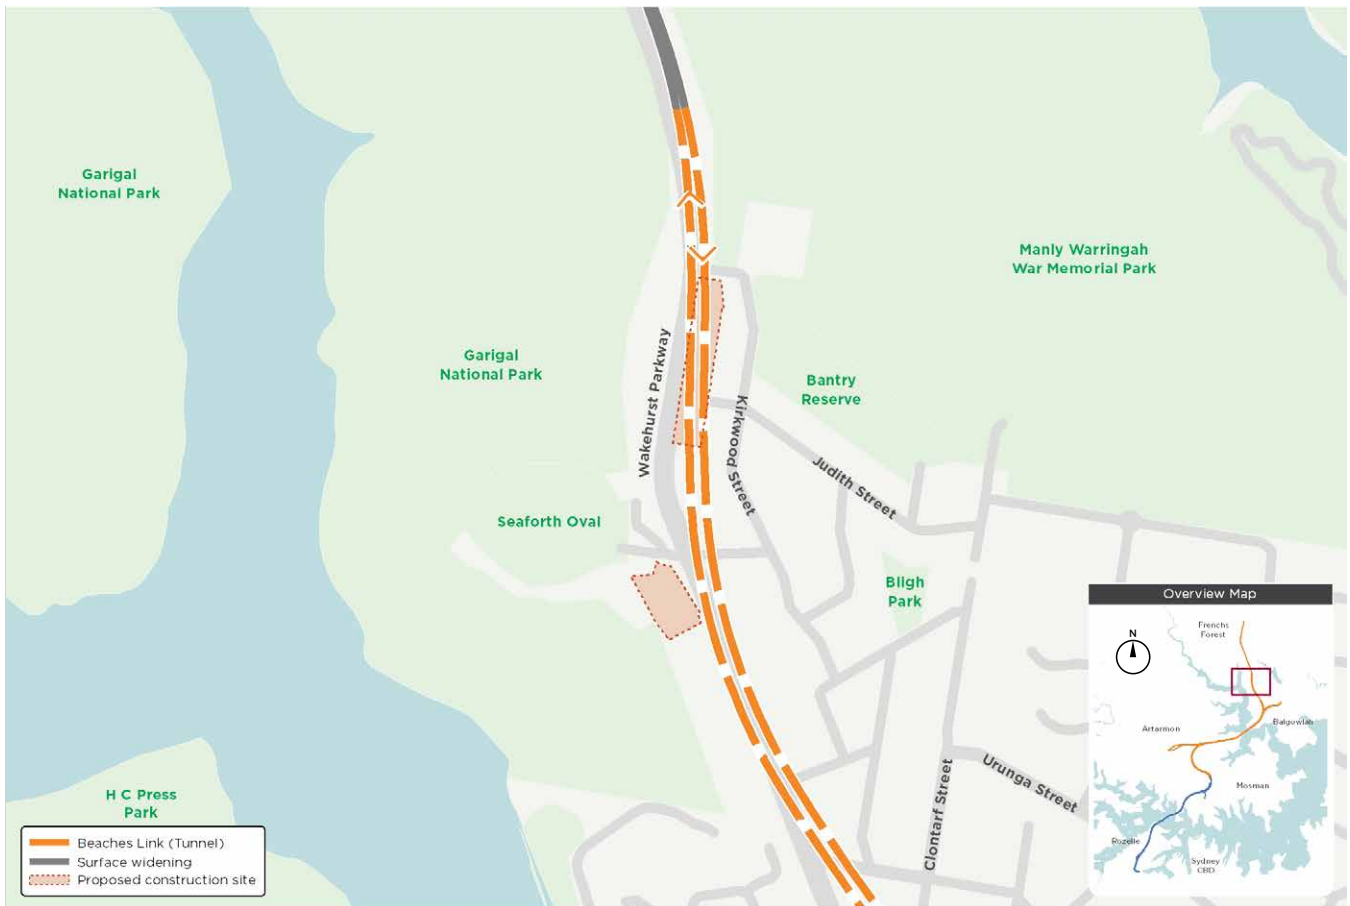 Garigal
National Park
Manly Warringah
War Memorial Park
Garigal
National Park
Wakehurst Parkway
Bantry
Reserve
Kirkwood Street
Judith Street
Seaforth Oval
Bligh
Park
Clontarf Street
Urunga Street
H C Press
Park
Beaches Link (Tunnel)
Surface widening
Proposed construction site
Overview Map
N
Frenchs
Forest
Artarmon
Balgowlah
Mosman
Rozelle
Sydney
CBD